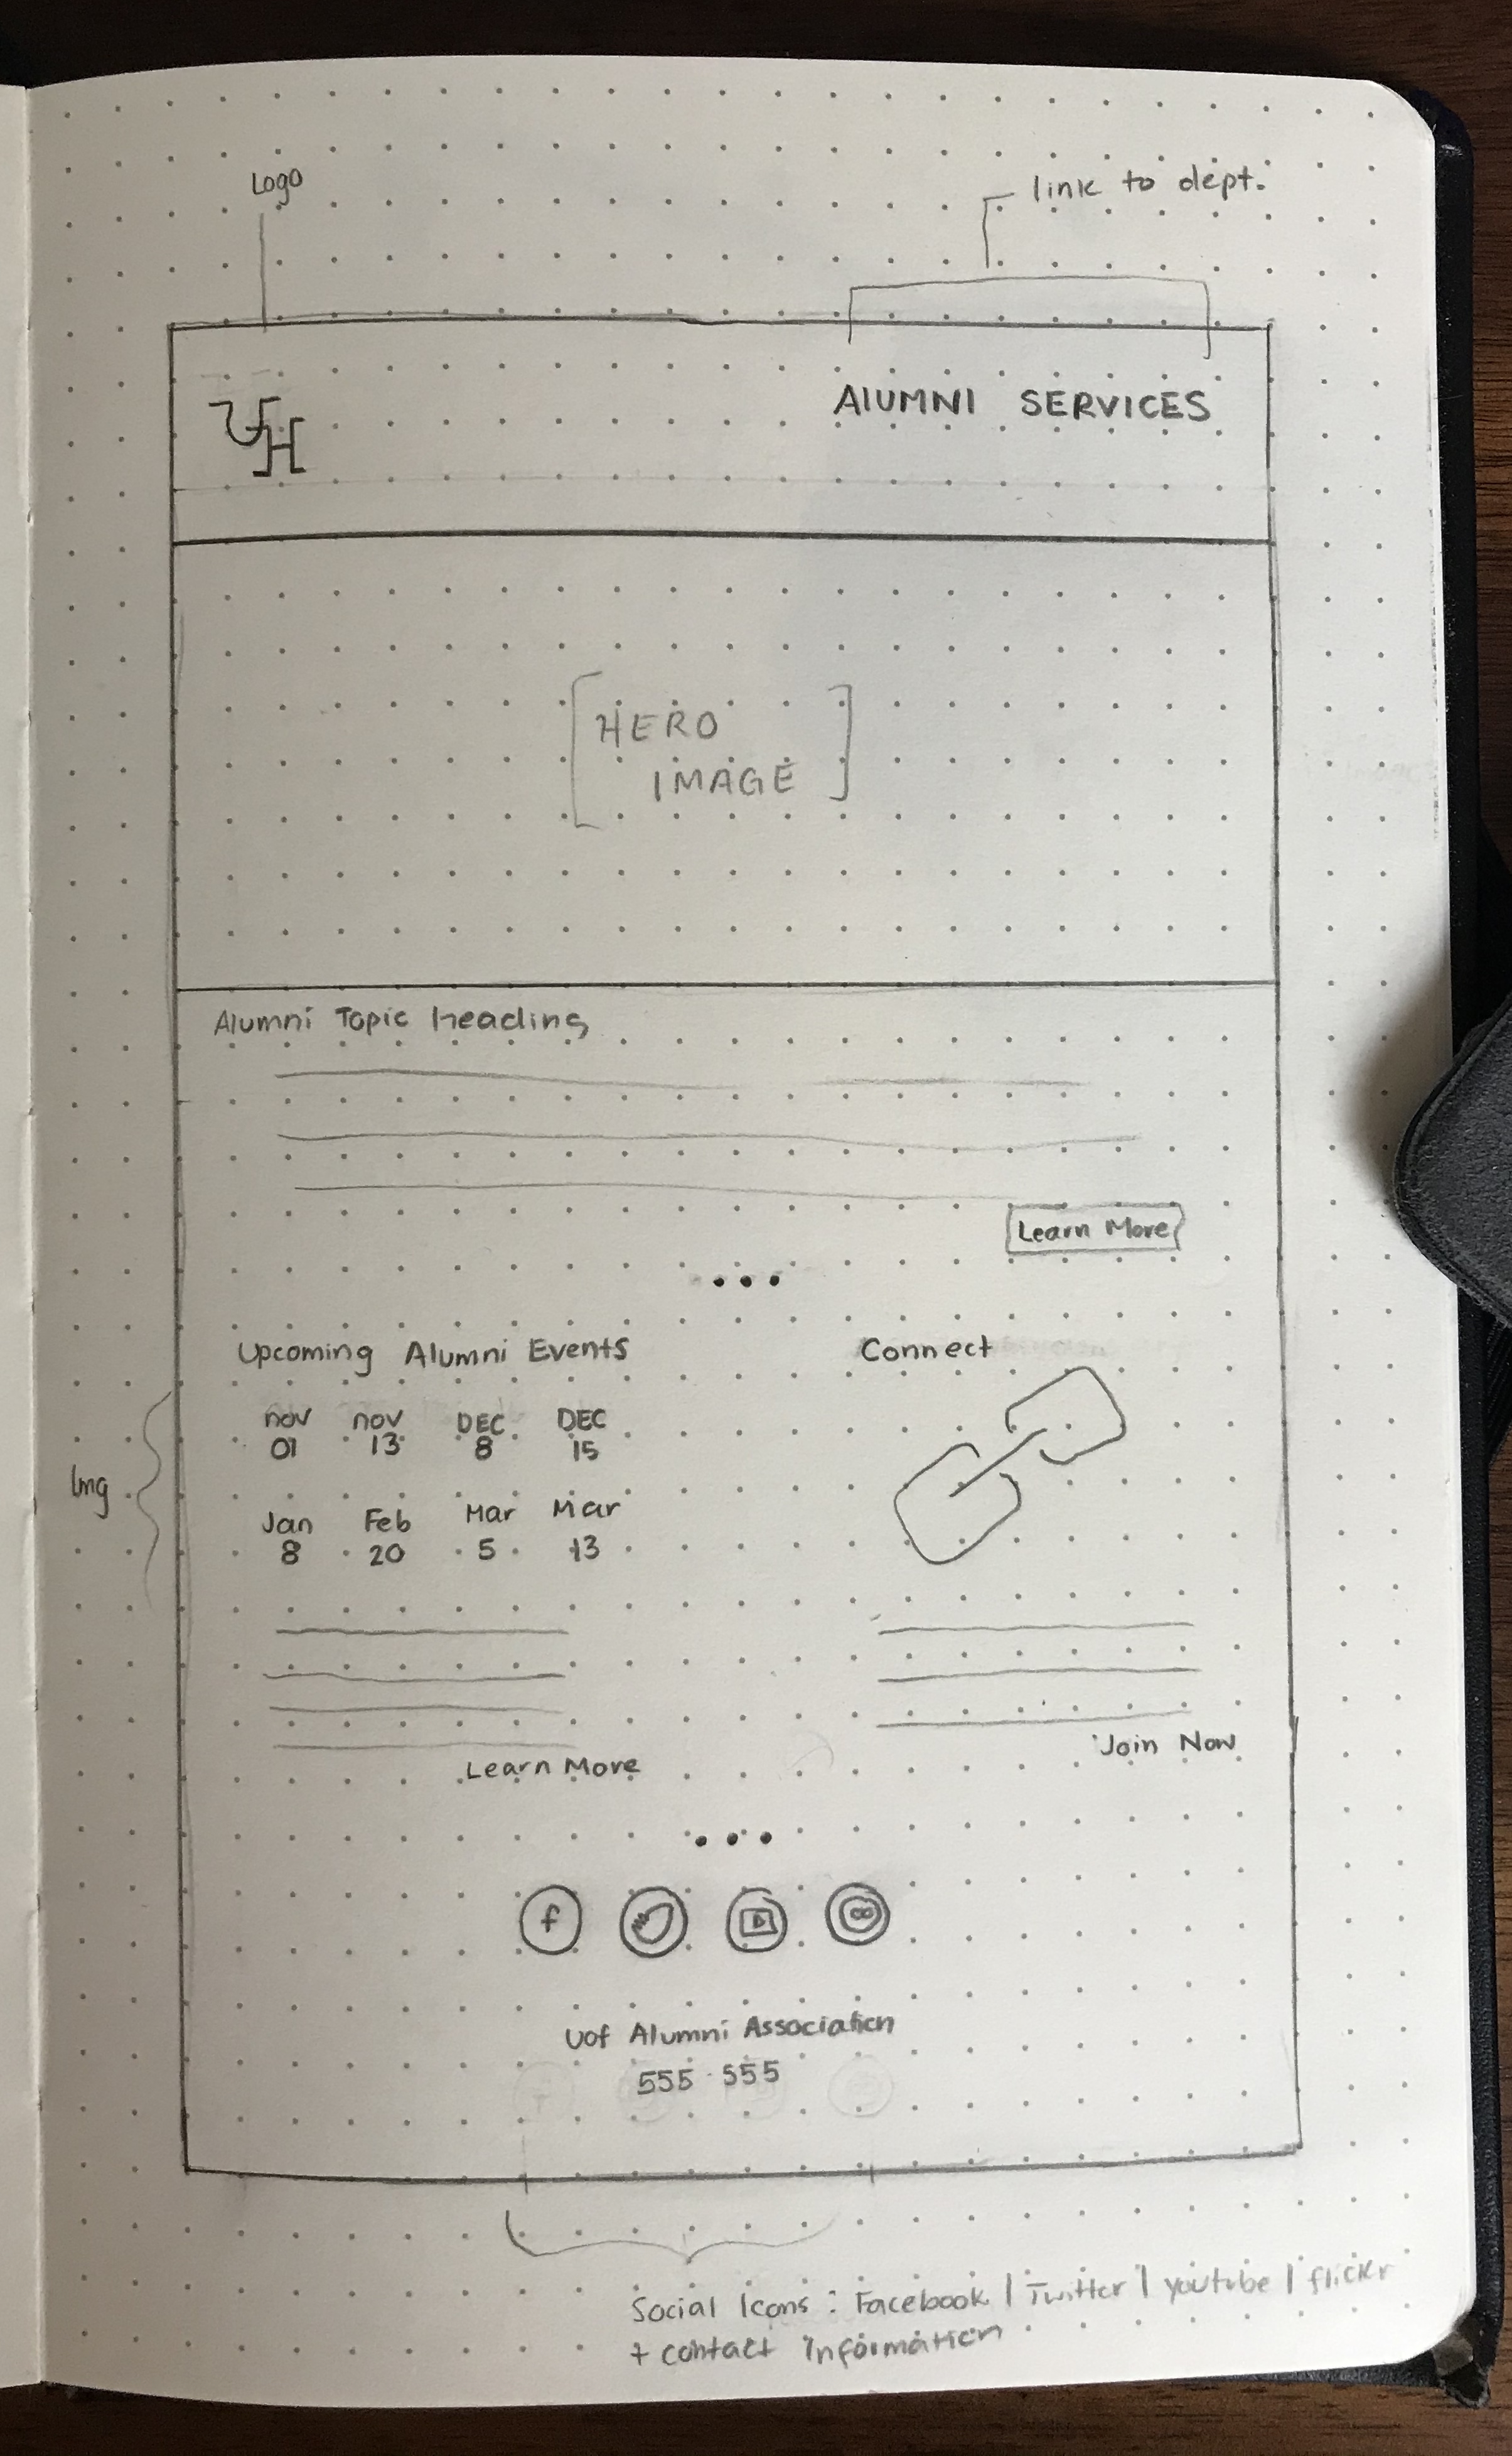 Logo
link to dept.
UH
AlUMNI SERVICES
HERO
IMAGE
Alumni Topic heading
Learn More
Upcoming Alumni Events
Connect
nov nov DEC DEC
01 13 8 15
Img
Jan Feb Mar Mar
8 20 5 13
Join Now
Learn More
f
Uof Alumni Association
555 - 555
Social Icons : Facebook | Twitter | youtube | flickr
+ contact Information